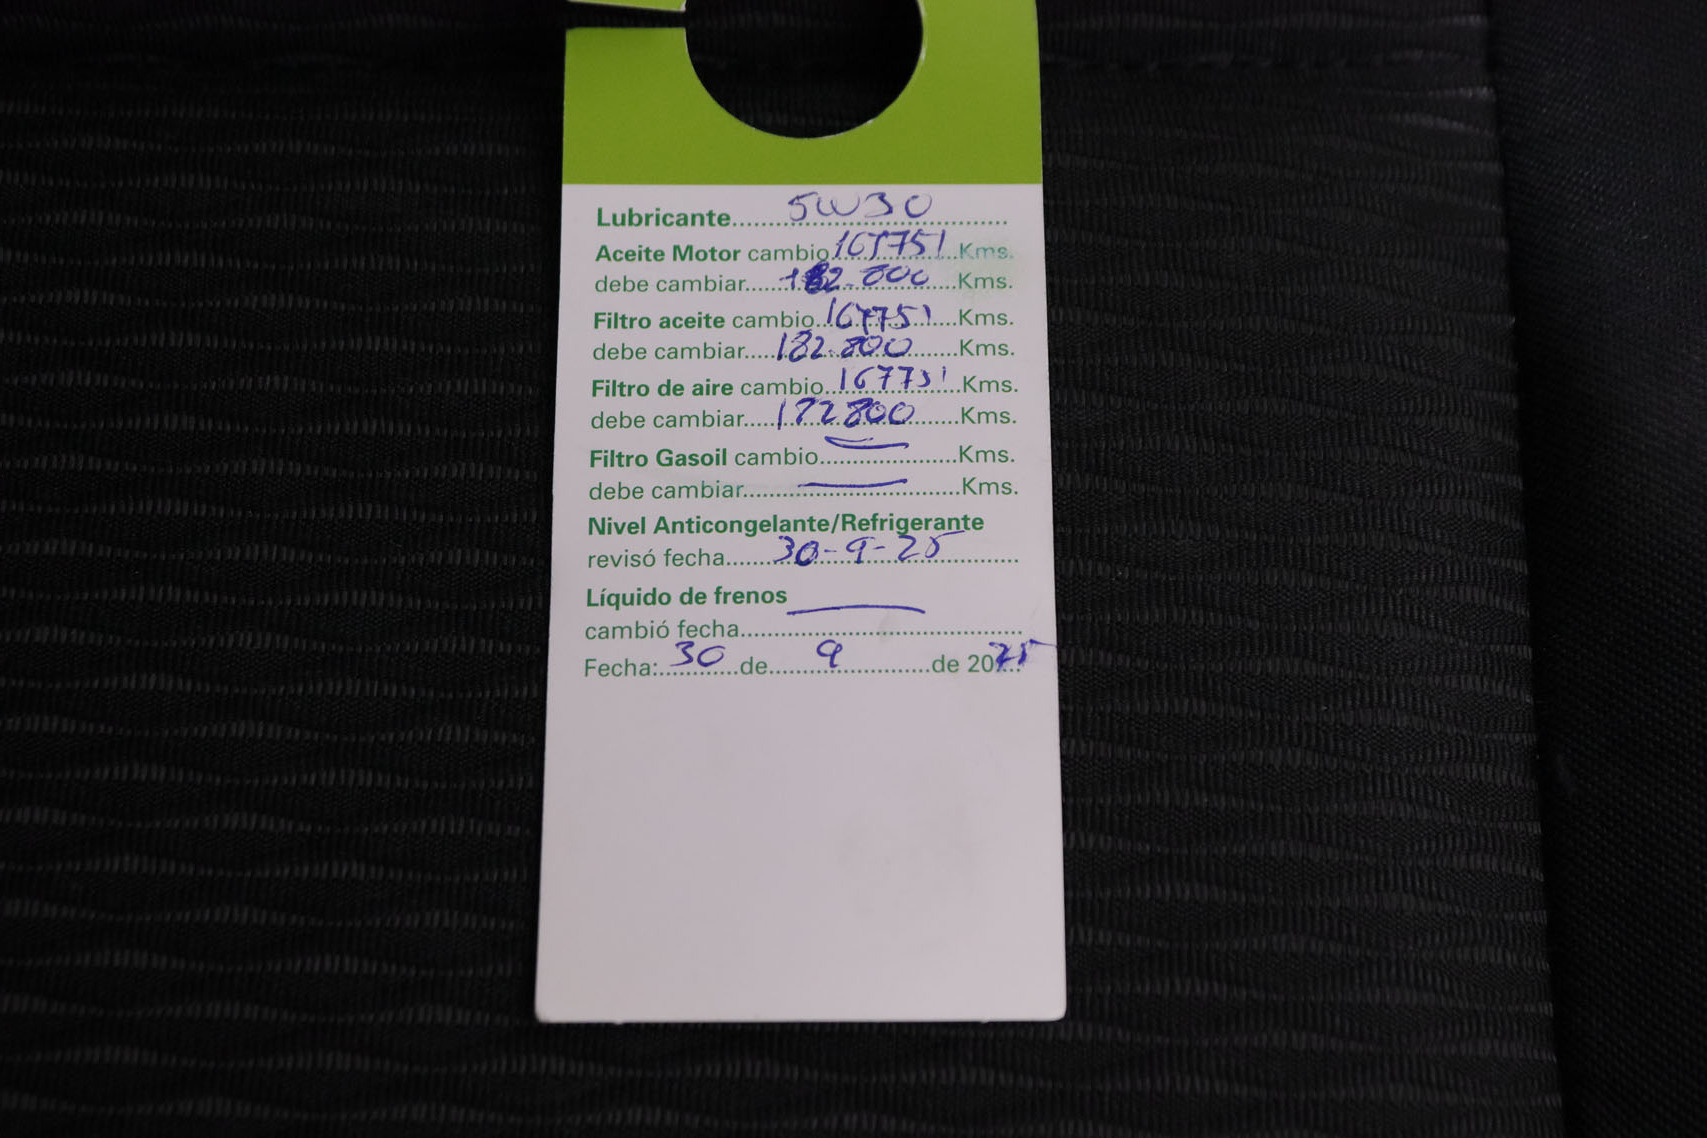 Lubricante 5W30
Aceite Motor cambio 167751 Kms.
debe cambiar 182.800 Kms.
Filtro aceite cambio 167751 Kms.
debe cambiar 182.800 Kms.
Filtro de aire cambio 167751 Kms.
debe cambiar 182800 Kms.
Filtro Gasoil cambio — Kms.
debe cambiar — Kms.
Nivel Anticongelante/Refrigerante
revisó fecha 30-9-25
Líquido de frenos
cambió fecha —
Fecha: 30 de 9 de 2025